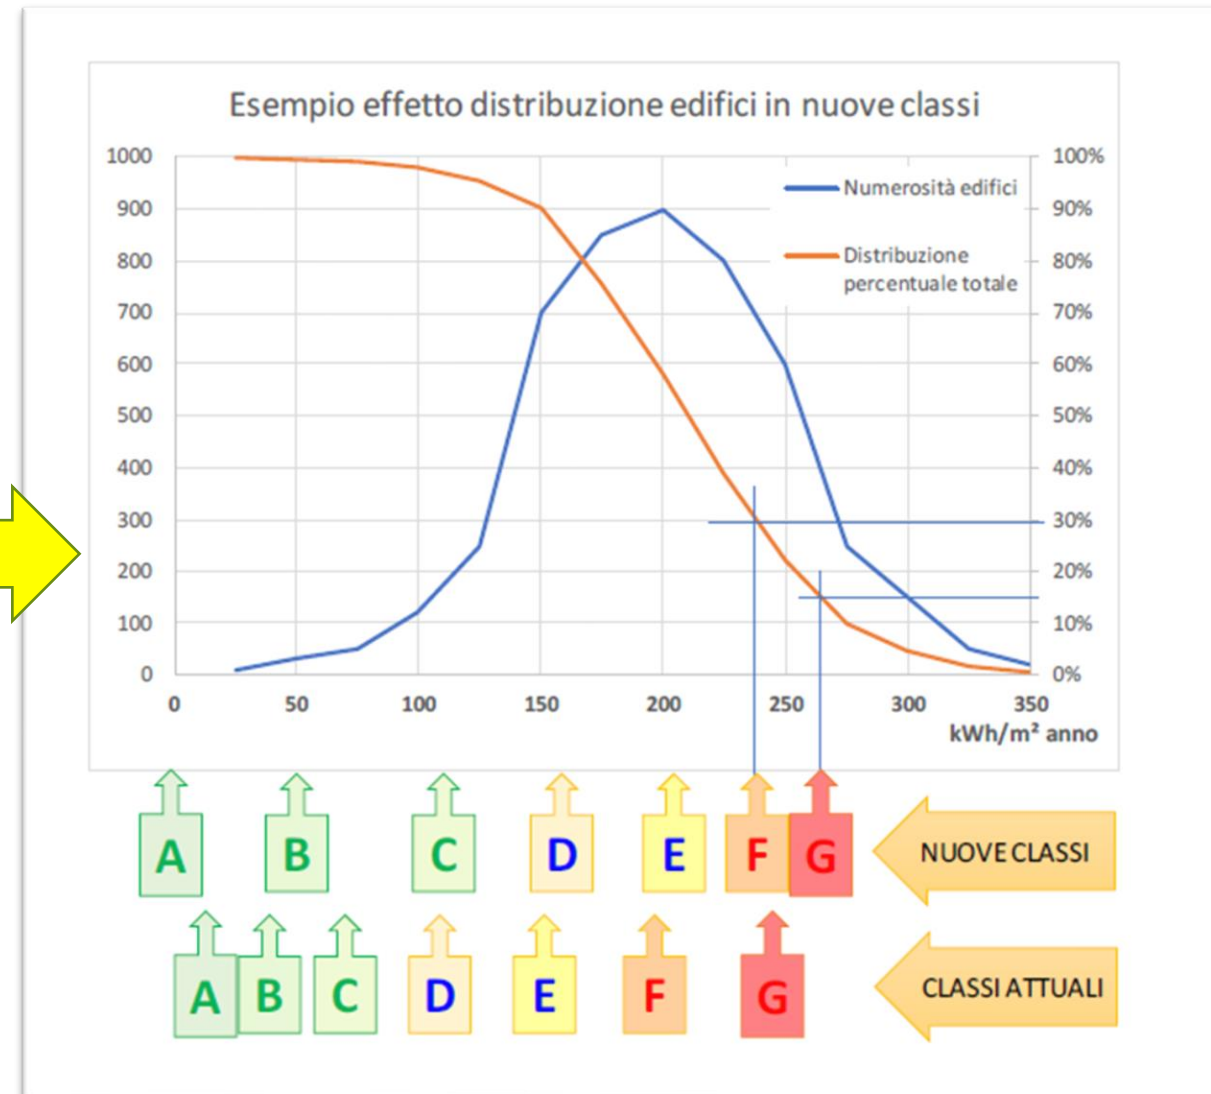 Esempio effetto distribuzione edifici in nuove classi
1000
900
800
700
600
500
400
300
200
100
0
100%
90%
80%
70%
60%
50%
40%
30%
20%
10%
0%
Numerosità edifici
Distribuzione
percentuale totale
0 50 100 150 200 250 300 350
kWh/m² anno
A B C D E F G
NUOVE CLASSI
A B C D E F G
CLASSI ATTUALI